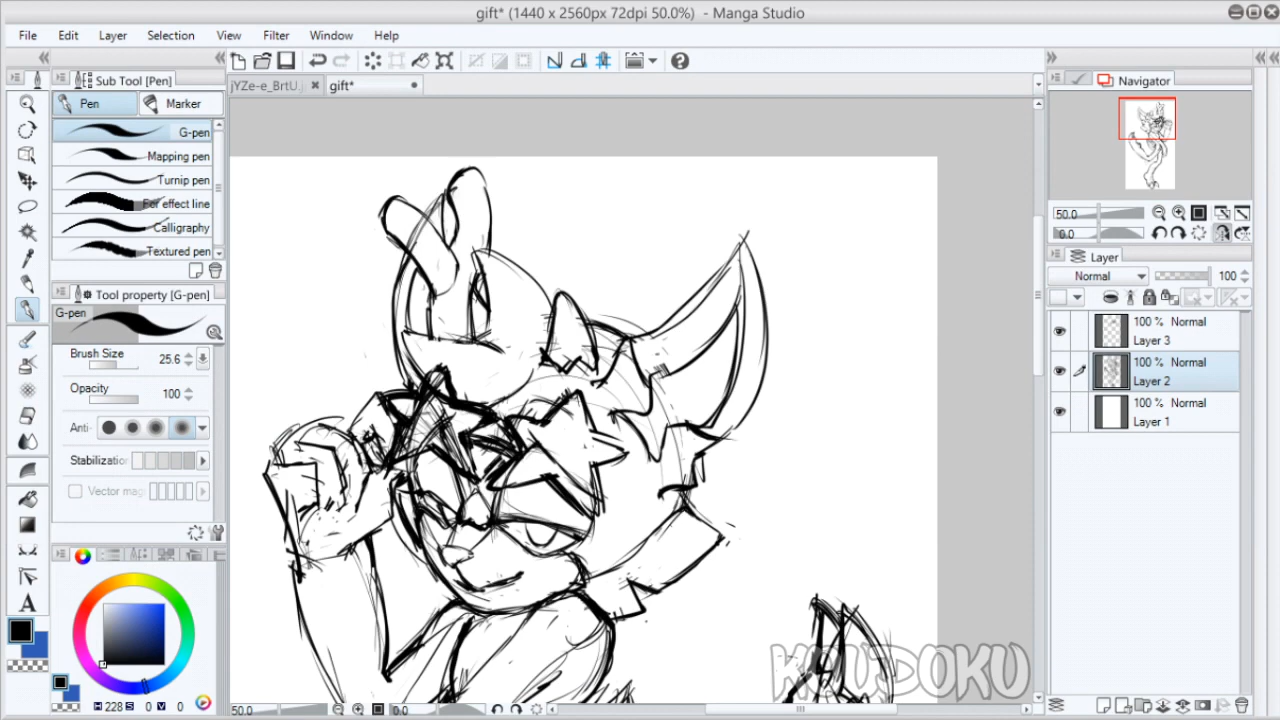 gift* (1440 x 2560px 72dpi 50.0%) - Manga Studio
File Edit Layer Selection View Filter Window Help
Sub Tool [Pen]
jYZe-e_BrtU.j gift*
Navigator
Pen Marker
G-pen
Mapping pen
Turnip pen
For effect line
Calligraphy
Textured pen
50.0
0.0
Layer
Normal 100
Tool property [G-pen]
G-pen
100 % Normal
Layer 3
Brush Size 25.6
100 % Normal
Layer 2
Opacity 100
100 % Normal
Layer 1
Anti-
Stabilization
Vector mag
KOUDOKU
H 228 S 0 V 0
50.0 0.0